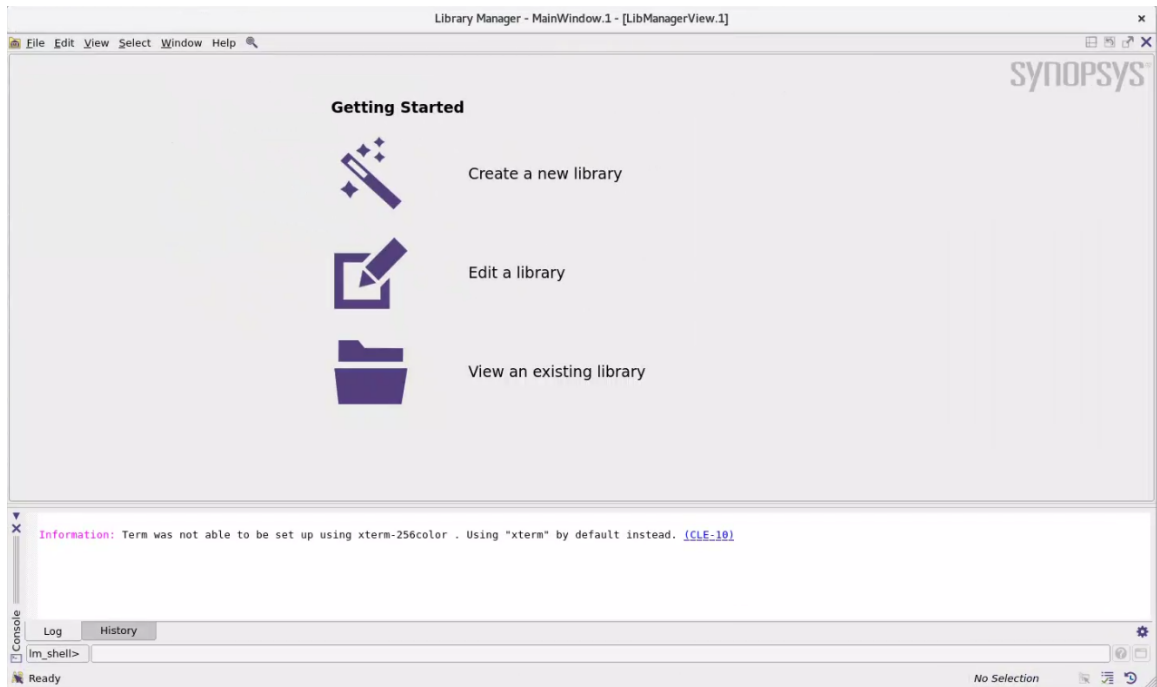 Library Manager - MainWindow.1 - [LibManagerView.1]
File Edit View Select Window Help
SYNOPSYS
Getting Started
Create a new library
Edit a library
View an existing library
Information: Term was not able to be set up using xterm-256color . Using "xterm" by default instead. (CLE-10)
Console
Log History
lm_shell>
Ready No Selection